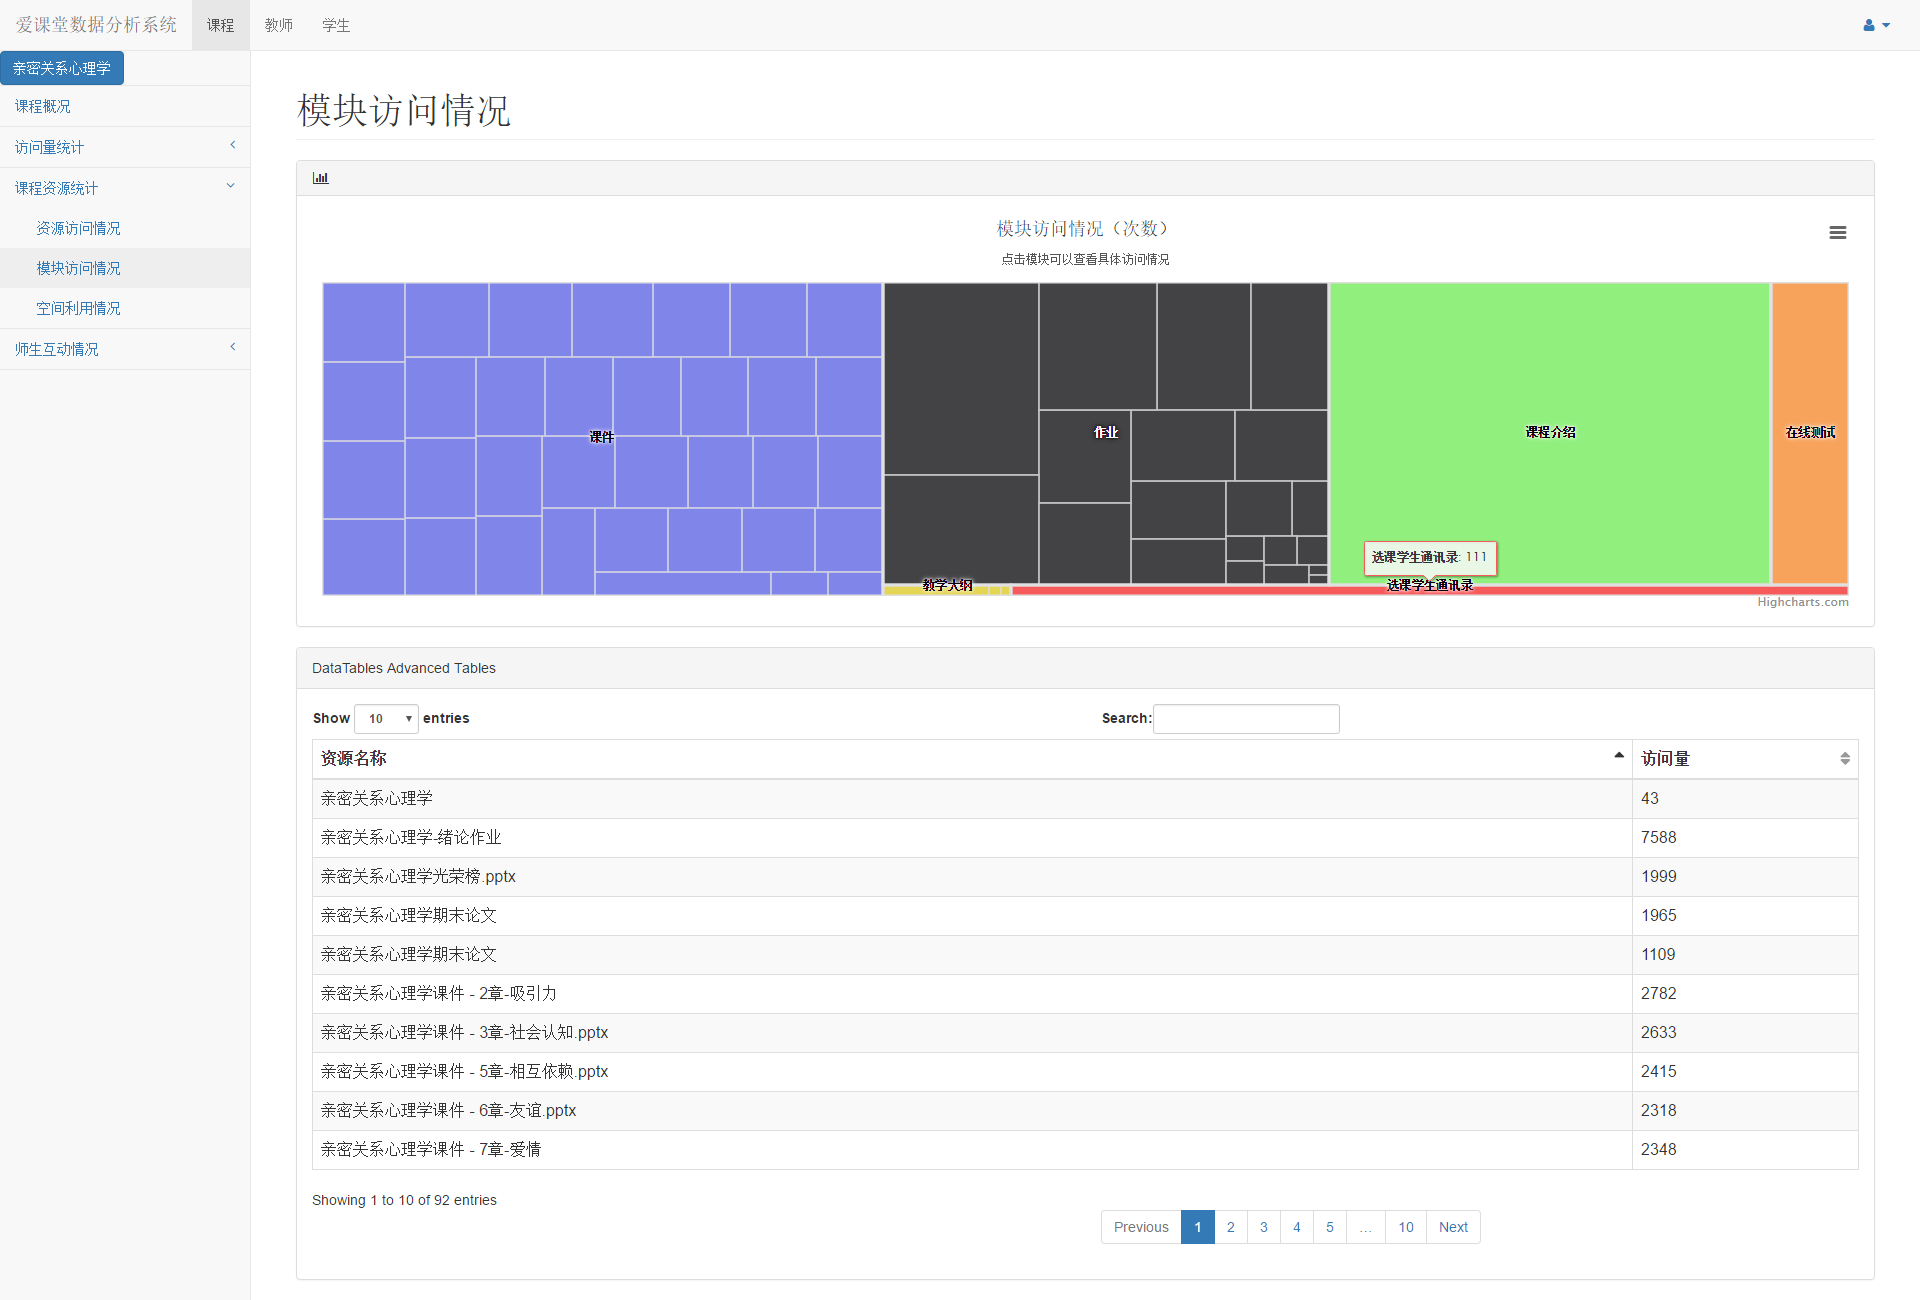 爱课堂数据分析系统 课程 教师 学生
亲密关系心理学
课程概况
访问量统计
课程资源统计
资源访问情况
模块访问情况
空间利用情况
师生互动情况
模块访问情况
模块访问情况（次数）
点击模块可以查看具体访问情况
课件
作业
课程介绍
在线测试
选课学生通讯录: 111
教学大纲
选课学生通讯录
Highcharts.com
DataTables Advanced Tables
Show 10 entries Search:
资源名称 访问量
亲密关系心理学 43
亲密关系心理学-绪论作业 7588
亲密关系心理学光荣榜.pptx 1999
亲密关系心理学期末论文 1965
亲密关系心理学期末论文 1109
亲密关系心理学课件 - 2章-吸引力 2782
亲密关系心理学课件 - 3章-社会认知.pptx 2633
亲密关系心理学课件 - 5章-相互依赖.pptx 2415
亲密关系心理学课件 - 6章-友谊.pptx 2318
亲密关系心理学课件 - 7章-爱情 2348
Showing 1 to 10 of 92 entries
Previous 1 2 3 4 5 … 10 Next